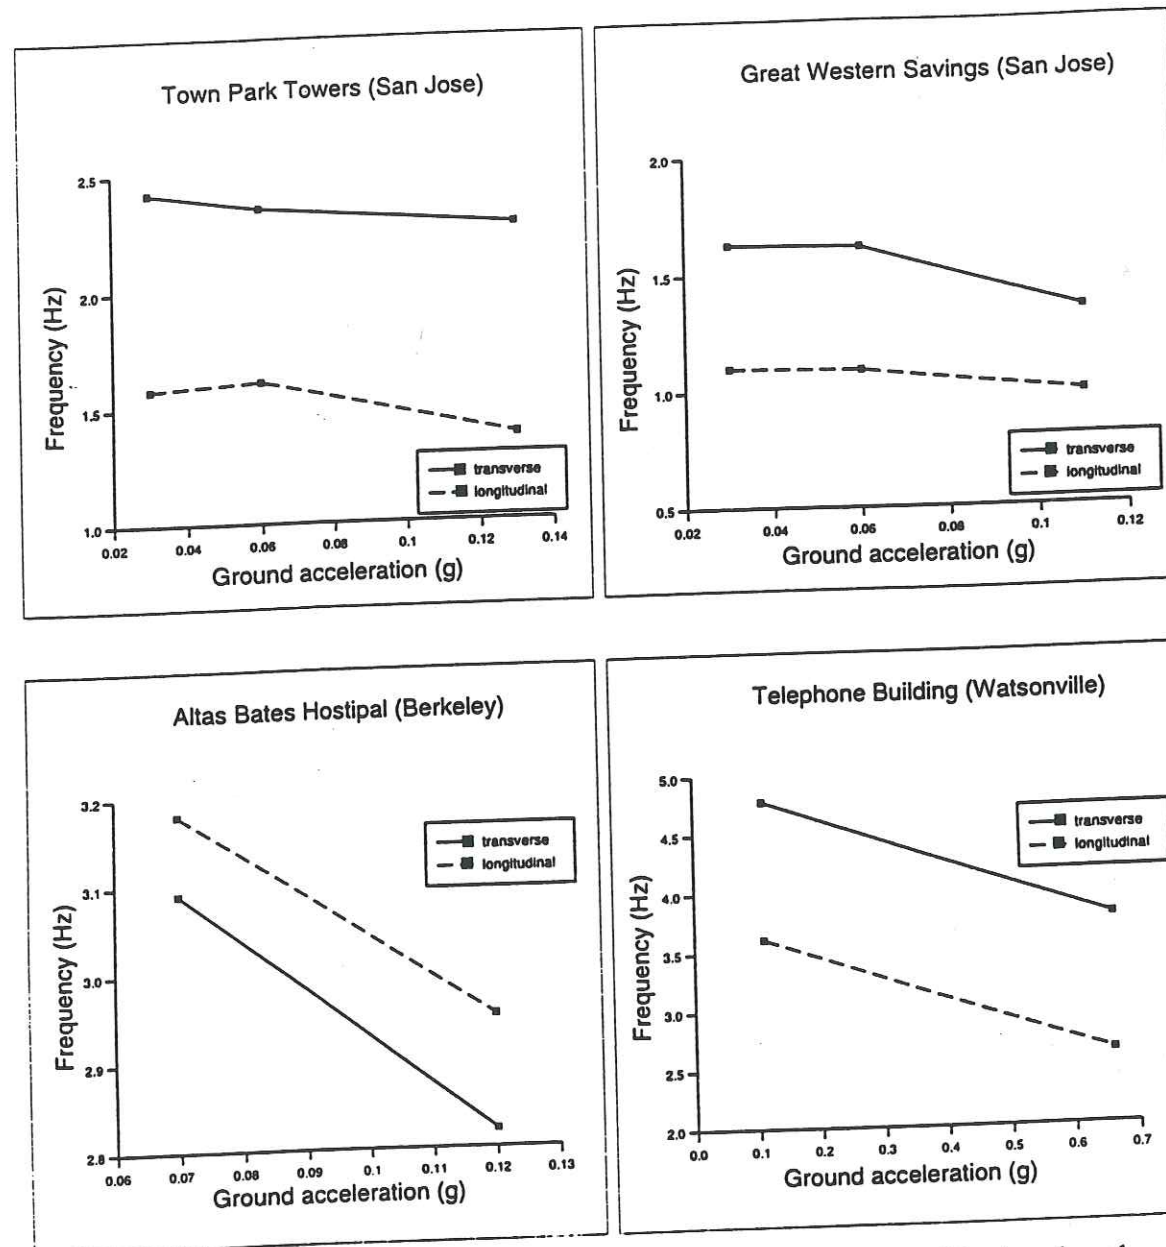 Town Park Towers (San Jose)
2.5
2.0
1.5
1.0
Frequency (Hz)
transverse
longitudinal
0.02 0.04 0.06 0.08 0.1 0.12 0.14
Ground acceleration (g)
Great Western Savings (San Jose)
2.0
1.5
1.0
0.5
Frequency (Hz)
transverse
longitudinal
0.02 0.04 0.06 0.08 0.1 0.12
Ground acceleration (g)
Altas Bates Hostipal (Berkeley)
3.2
3.1
3.0
2.9
2.8
Frequency (Hz)
transverse
longitudinal
0.06 0.07 0.08 0.09 0.1 0.11 0.12 0.13
Ground acceleration (g)
Telephone Building (Watsonville)
5.0
4.5
4.0
3.5
3.0
2.5
2.0
Frequency (Hz)
transverse
longitudinal
0.0 0.1 0.2 0.3 0.4 0.5 0.6 0.7
Ground acceleration (g)